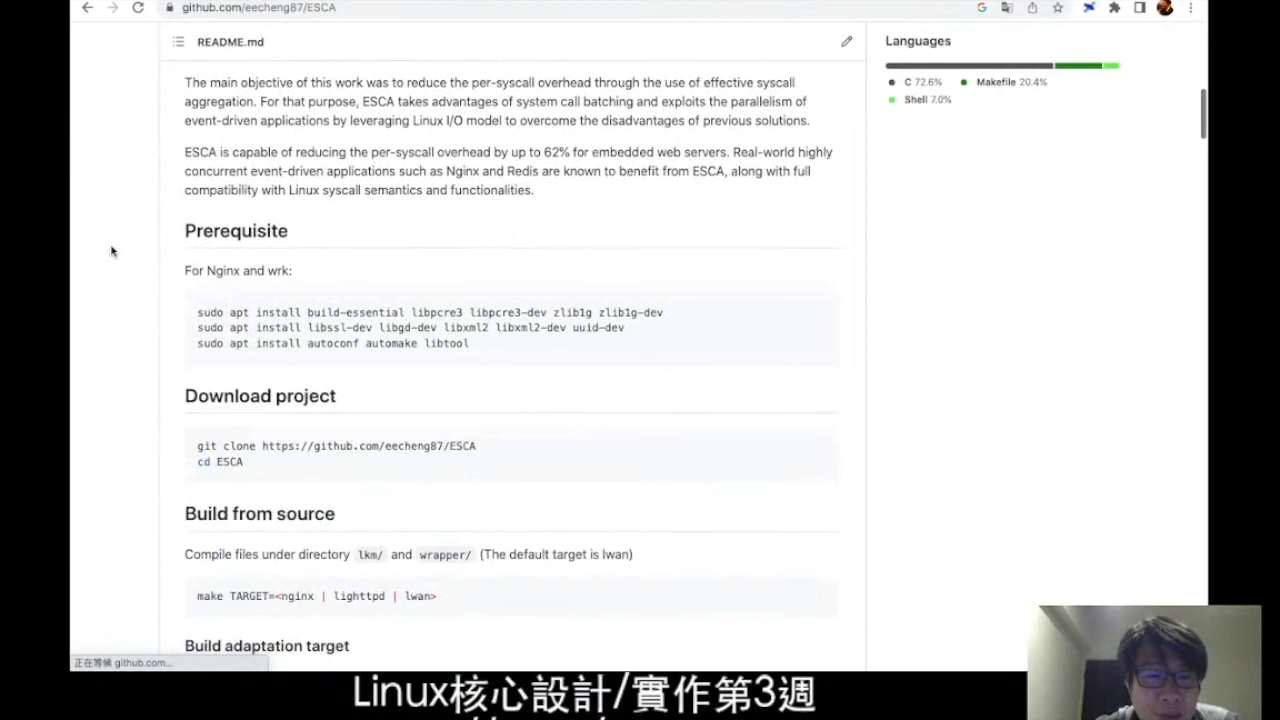 github.com/eecheng87/ESCA
README.md
The main objective of this work was to reduce the per-syscall overhead through the use of effective syscall
aggregation. For that purpose, ESCA takes advantages of system call batching and exploits the parallelism of
event-driven applications by leveraging Linux I/O model to overcome the disadvantages of previous solutions.
ESCA is capable of reducing the per-syscall overhead by up to 62% for embedded web servers. Real-world highly
concurrent event-driven applications such as Nginx and Redis are known to benefit from ESCA, along with full
compatibility with Linux syscall semantics and functionalities.
Prerequisite
For Nginx and wrk:
sudo apt install build-essential libpcre3 libpcre3-dev zlib1g zlib1g-dev
sudo apt install libssl-dev libgd-dev libxml2 libxml2-dev uuid-dev
sudo apt install autoconf automake libtool
Download project
git clone https://github.com/eecheng87/ESCA
cd ESCA
Build from source
Compile files under directory lkm/ and wrapper/ (The default target is lwan)
make TARGET=<nginx | lighttpd | lwan>
Build adaptation target
Languages
C 72.6% Makefile 20.4%
Shell 7.0%
正在等候 github.com...
Linux核心設計/實作第3週